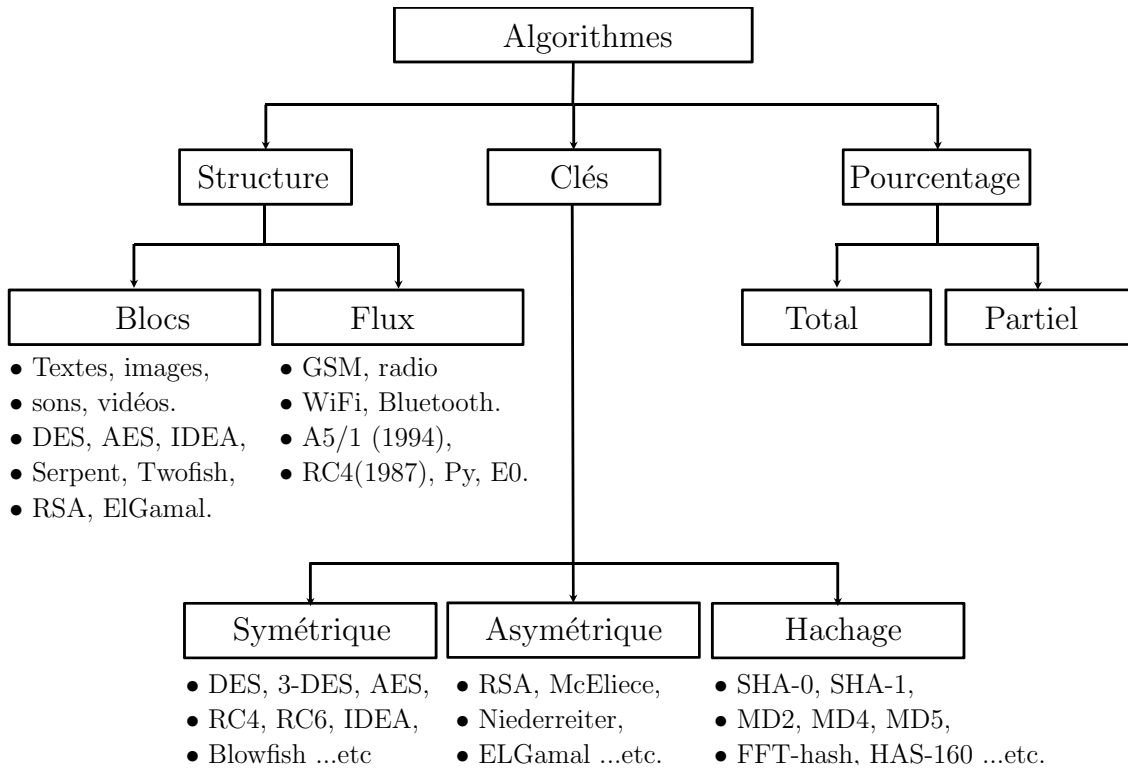 Algorithmes
Structure
Clés
Pourcentage
Blocs
Flux
Total
Partiel
• Textes, images,
• sons, vidéos.
• DES, AES, IDEA,
• Serpent, Twofish,
• RSA, ElGamal.
• GSM, radio
• WiFi, Bluetooth.
• A5/1 (1994),
• RC4(1987), Py, E0.
Symétrique
Asymétrique
Hachage
• DES, 3-DES, AES,
• RC4, RC6, IDEA,
• Blowfish ...etc
• RSA, McEliece,
• Niederreiter,
• ELGamal ...etc.
• SHA-0, SHA-1,
• MD2, MD4, MD5,
• FFT-hash, HAS-160 ...etc.